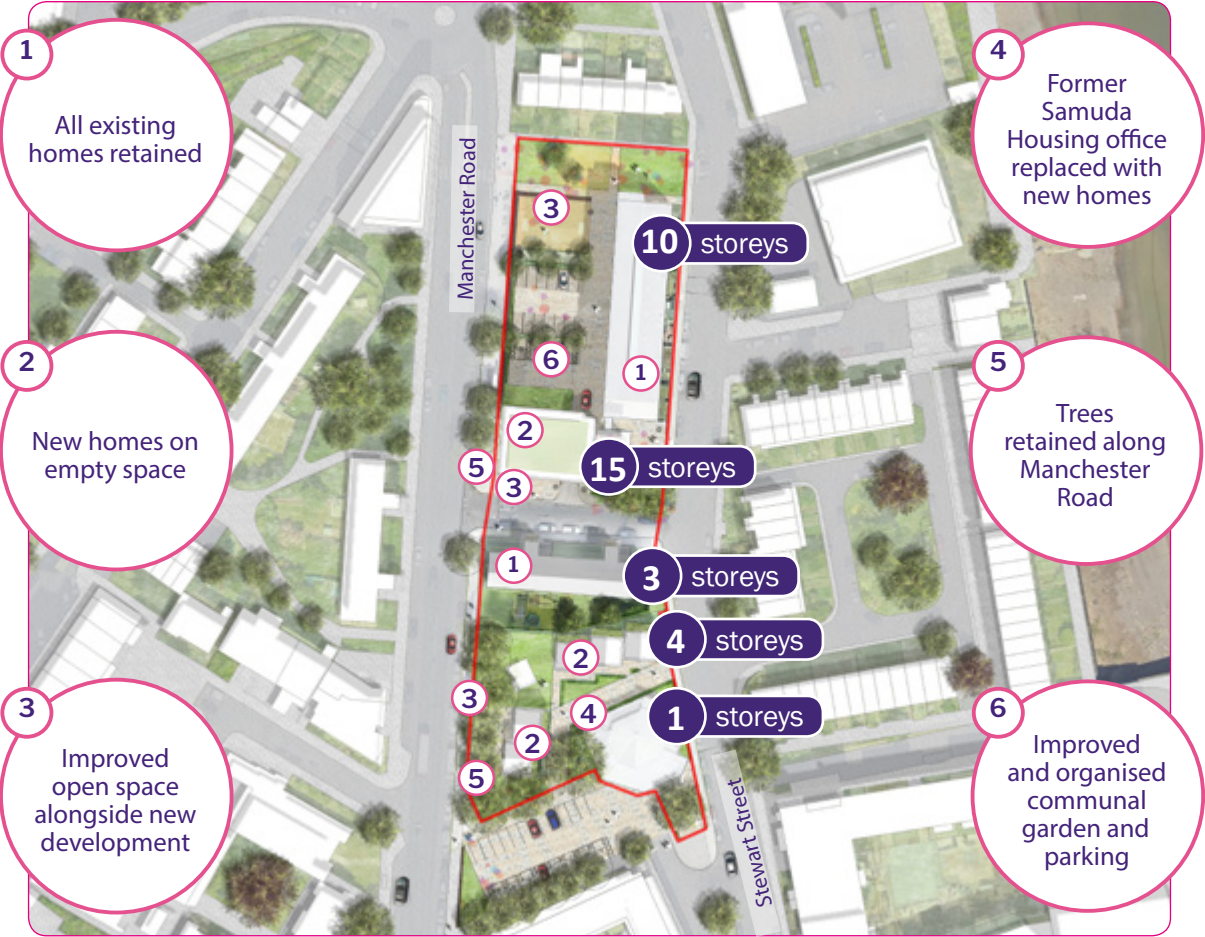 1
All existing
homes retained
2
New homes on
empty space
3
Improved
open space
alongside new
development
Manchester Road
3
10 storeys
6
1
2
5
15 storeys
3
1
3 storeys
4 storeys
2
3
4
1 storeys
2
5
Stewart Street
4
Former
Samuda
Housing office
replaced with
new homes
5
Trees
retained along
Manchester
Road
6
Improved
and organised
communal
garden and
parking